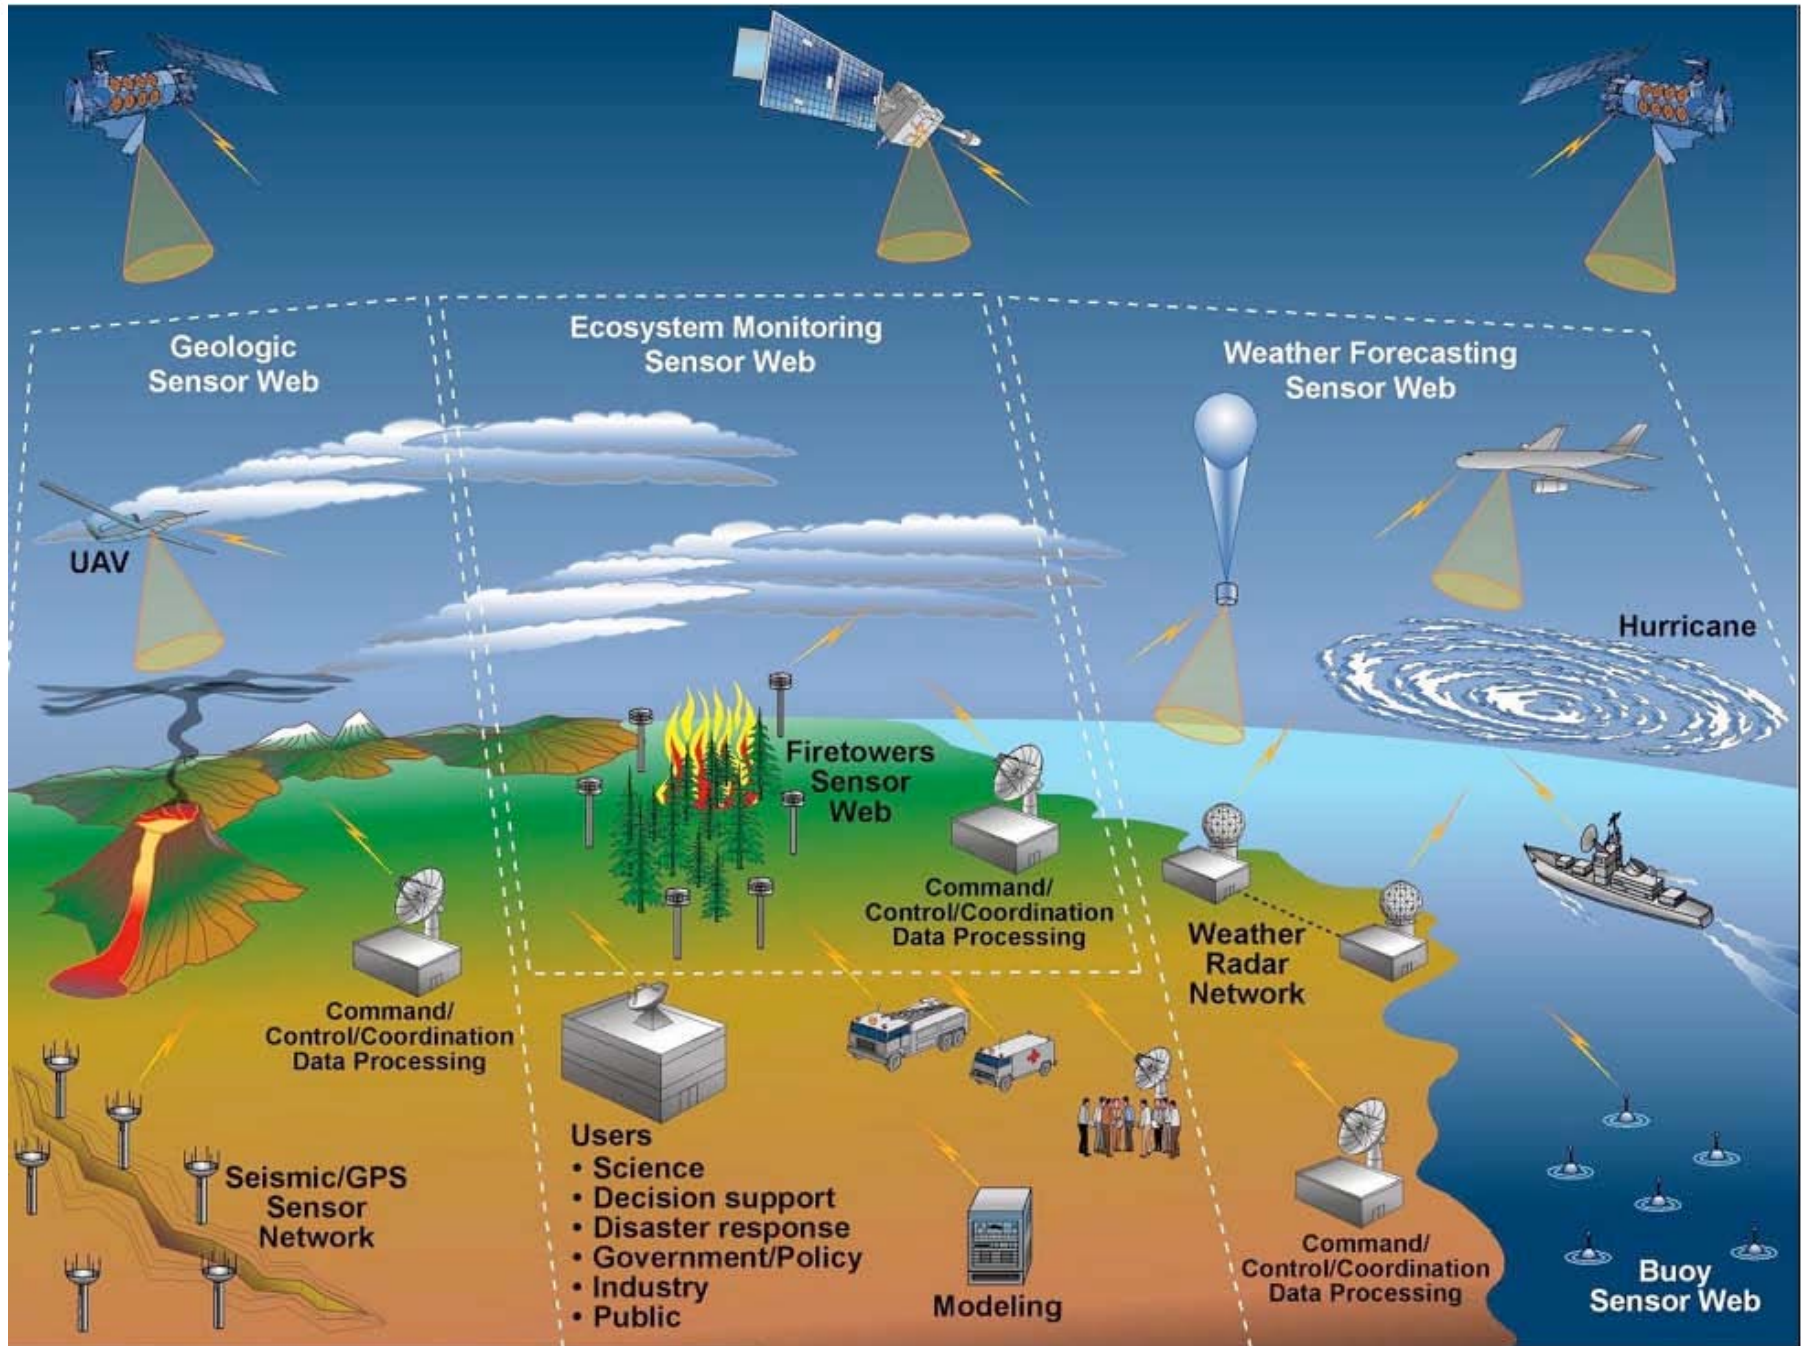 Geologic
Sensor Web
Ecosystem Monitoring
Sensor Web
Weather Forecasting
Sensor Web
UAV
Hurricane
Firetowers
Sensor
Web
Command/
Control/Coordination
Data Processing
Weather
Radar
Network
Command/
Control/Coordination
Data Processing
Seismic/GPS
Sensor
Network
Users
• Science
• Decision support
• Disaster response
• Government/Policy
• Industry
• Public
Modeling
Command/
Control/Coordination
Data Processing
Buoy
Sensor Web